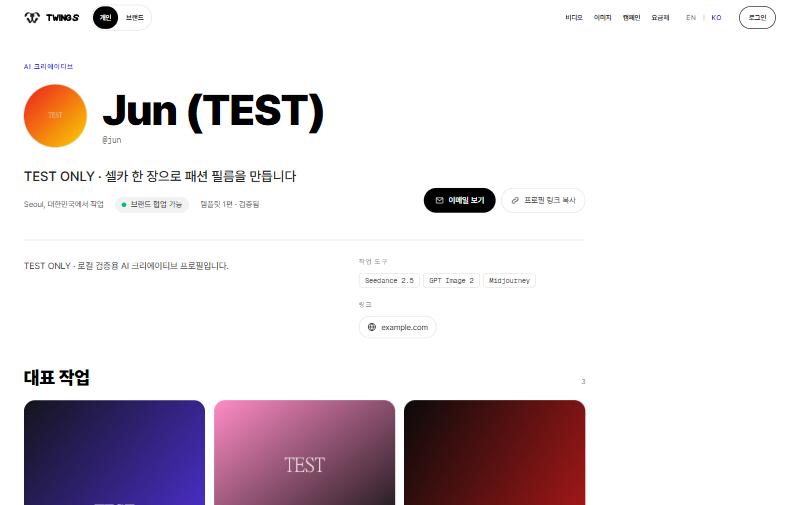 TWINGS
개인 브랜드
비디오 이미지 캠페인 요금제 EN | KO 로그인
AI 크리에이티브
TEST
Jun (TEST)
@jun
TEST ONLY · 셀카 한 장으로 패션 필름을 만듭니다
Seoul, 대한민국에서 작업 브랜드 협업 가능 템플릿 1편 · 검증됨
이메일 보기 프로필 링크 복사
TEST ONLY · 로컬 검증용 AI 크리에이티브 프로필입니다.
작업 도구
Seedance 2.5 GPT Image 2 Midjourney
링크
example.com
대표 작업 3
TEST